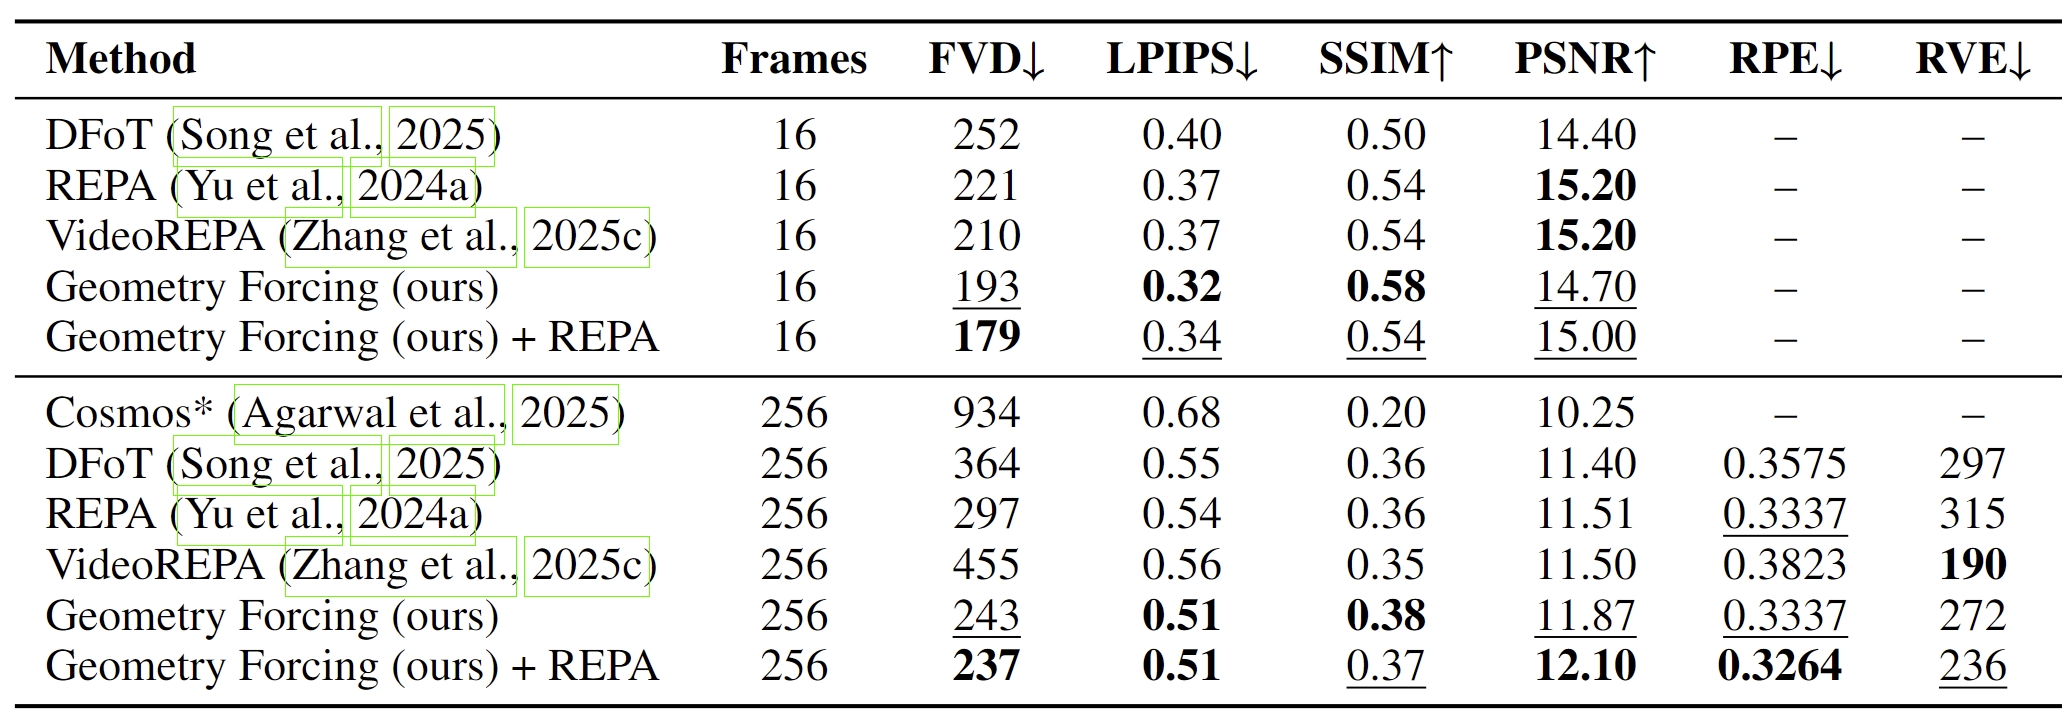 Method Frames FVD↓ LPIPS↓ SSIM↑ PSNR↑ RPE↓ RVE↓
DFoT (Song et al., 2025) 16 252 0.40 0.50 14.40 – –
REPA (Yu et al., 2024a) 16 221 0.37 0.54 15.20 – –
VideoREPA (Zhang et al., 2025c) 16 210 0.37 0.54 15.20 – –
Geometry Forcing (ours) 16 193 0.32 0.58 14.70 – –
Geometry Forcing (ours) + REPA 16 179 0.34 0.54 15.00 – –
Cosmos* (Agarwal et al., 2025) 256 934 0.68 0.20 10.25 – –
DFoT (Song et al., 2025) 256 364 0.55 0.36 11.40 0.3575 297
REPA (Yu et al., 2024a) 256 297 0.54 0.36 11.51 0.3337 315
VideoREPA (Zhang et al., 2025c) 256 455 0.56 0.35 11.50 0.3823 190
Geometry Forcing (ours) 256 243 0.51 0.38 11.87 0.3337 272
Geometry Forcing (ours) + REPA 256 237 0.51 0.37 12.10 0.3264 236